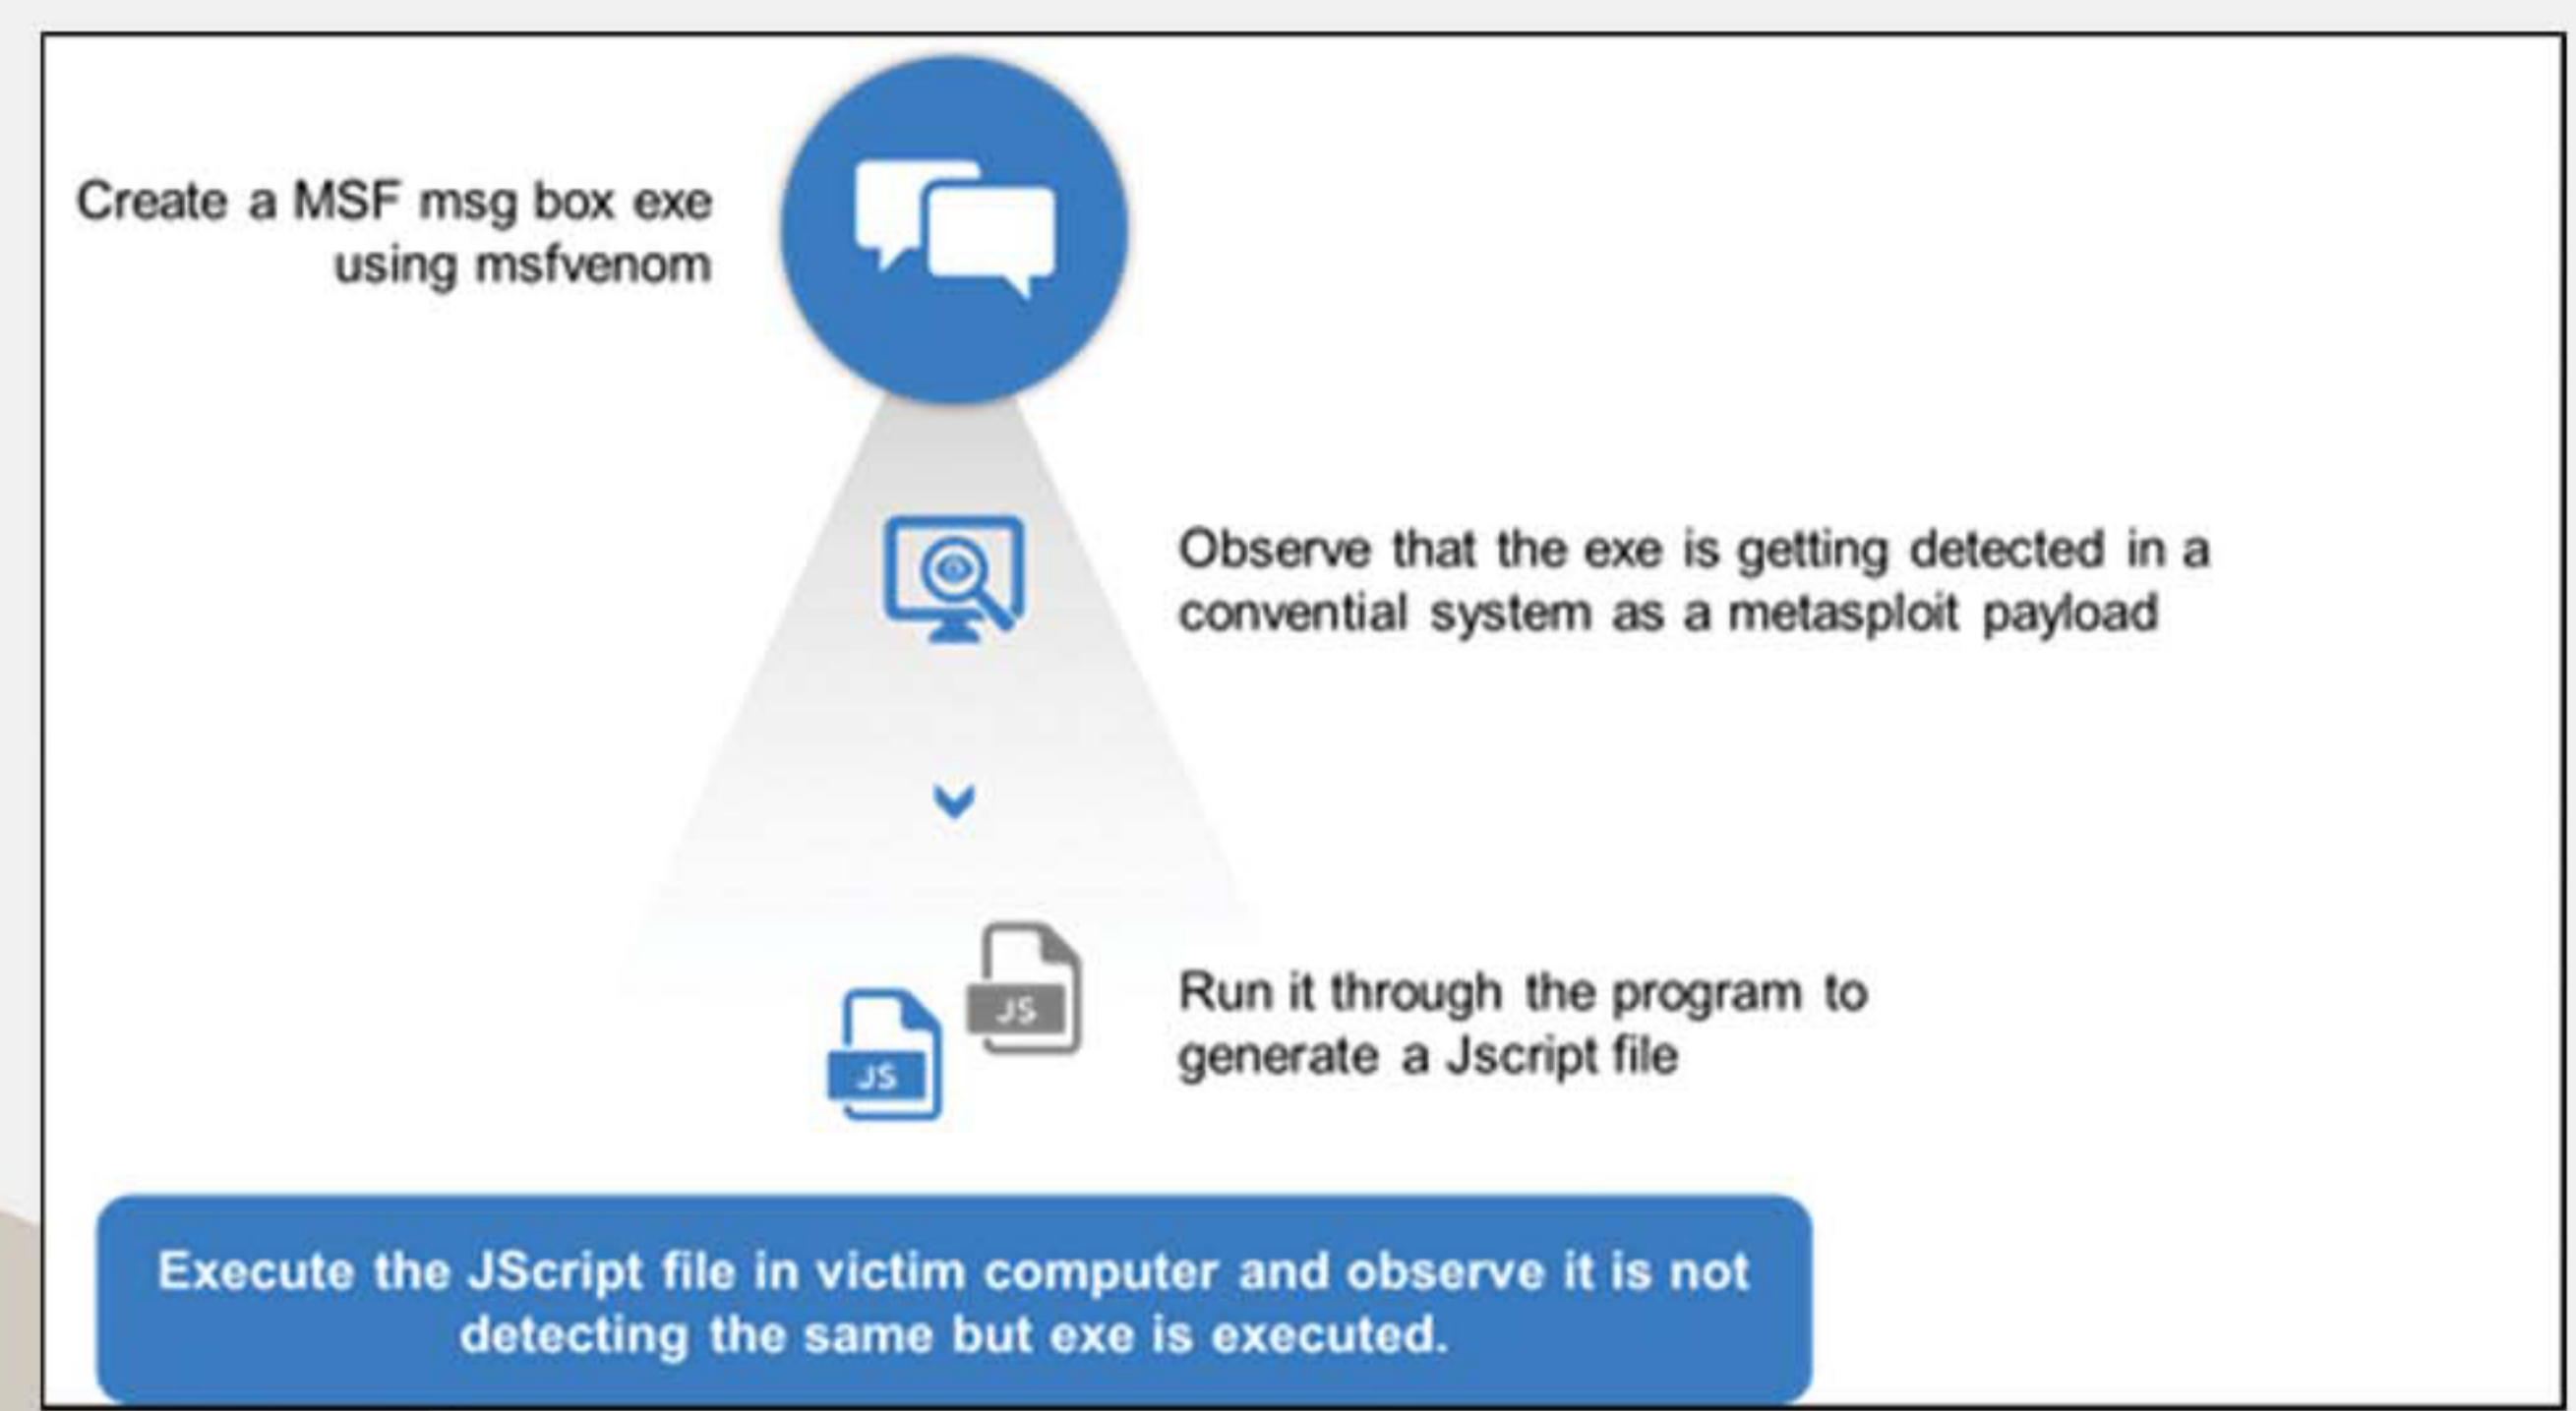 Create a MSF msg box exe
using msfvenom
Observe that the exe is getting detected in a
convential system as a metasploit payload
JS
JS
Run it through the program to
generate a Jscript file
Execute the JScript file in victim computer and observe it is not
detecting the same but exe is executed.